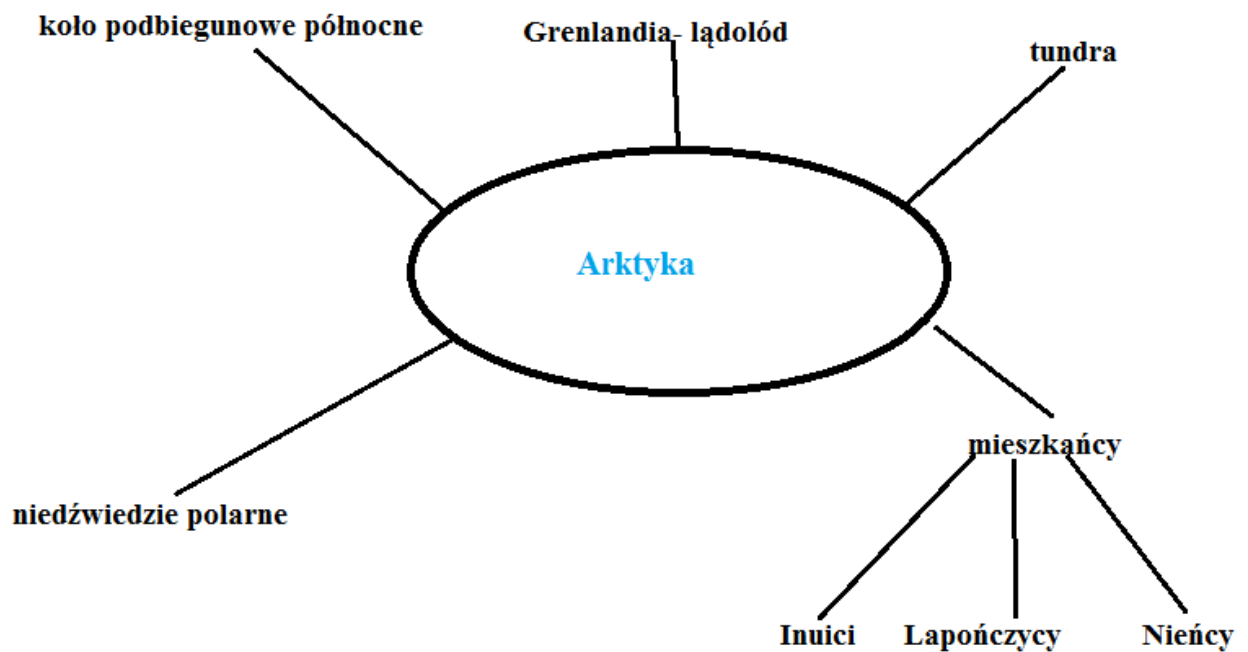 koło podbiegunowe północne
Grenlandia- lądolód
tundra
Arktyka
niedźwiedzie polarne
mieszkańcy
Inuici
Lapończycy
Nieńcy